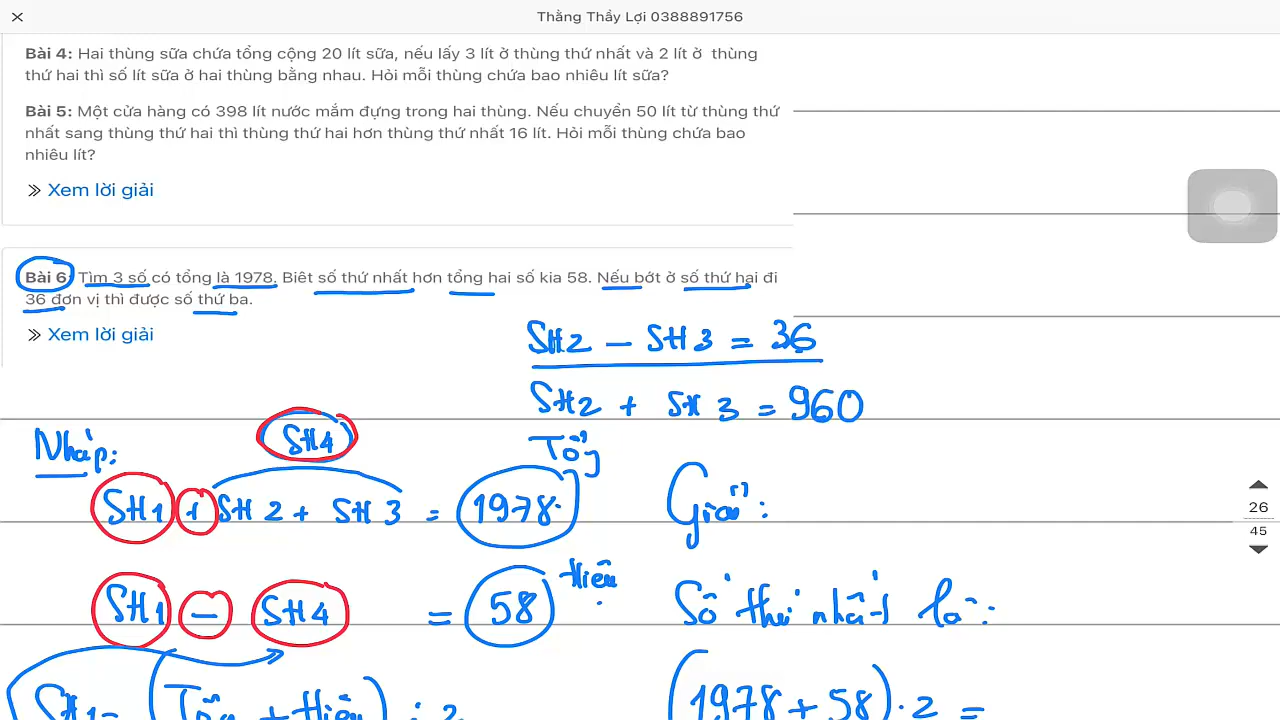 Thằng Thầy Lợi 0388891756
Bài 4: Hai thùng sữa chứa tổng cộng 20 lít sữa, nếu lấy 3 lít ở thùng thứ nhất và 2 lít ở thùng
thứ hai thì số lít sữa ở hai thùng bằng nhau. Hỏi mỗi thùng chứa bao nhiêu lít sữa?
Bài 5: Một cửa hàng có 398 lít nước mắm đựng trong hai thùng. Nếu chuyển 50 lít từ thùng thứ
nhất sang thùng thứ hai thì thùng thứ hai hơn thùng thứ nhất 16 lít. Hỏi mỗi thùng chứa bao
nhiêu lít?
Xem lời giải
Bài 6: Tìm 3 số có tổng là 1978. Biêt số thứ nhất hơn tổng hai số kia 58. Nếu bớt ở số thứ hai đi
36 đơn vị thì được số thứ ba.
Xem lời giải
SH2 - SH3 = 36
SH2 + SH3 = 960
Nháp:
SH4
SH1 + SH2 + SH3 = 1978.
Tổng
Giải:
26
45
SH1 - SH4 = 58
Hiệu
Số thứ nhất là:
SH1 = (Tổng + Hiệu) : 2
(1978 + 58) : 2 =